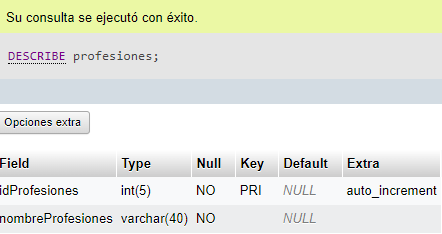 Su consulta se ejecutó con éxito.
DESCRIBE profesiones;
Opciones extra
Field Type Null Key Default Extra
idProfesiones int(5) NO PRI NULL auto_increment
nombreProfesiones varchar(40) NO NULL